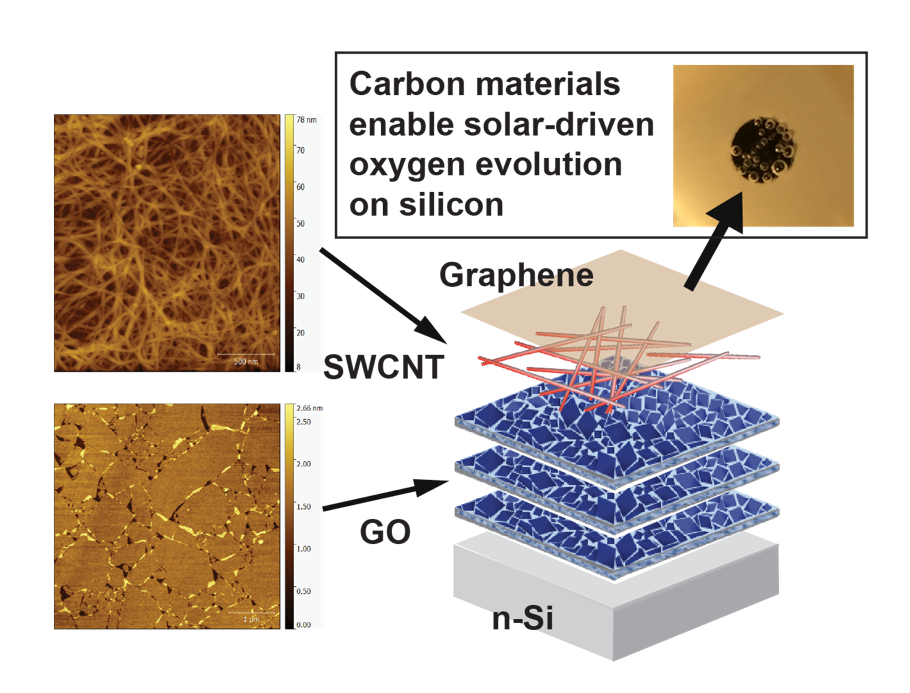 Carbon materials
enable solar-driven
oxygen evolution
on silicon
78 nm
70
60
50
40
30
20
8
500 nm
Graphene
SWCNT
2.66 nm
2.50
2.00
1.50
1.00
0.50
0.00
1 µm
GO
n-Si